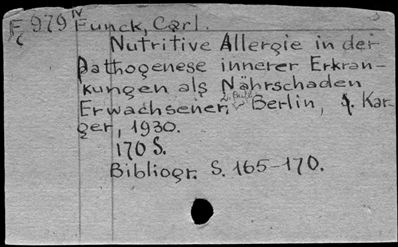 F 979 IV Funck, Carl.
c
Nutritive Allergie in der
Pathogenese innerer Erkran-
kungen als Nährschaden
Erwachsener, Berlin, S. Kar-
ger, 1930.
170 S.
Bibliogr. S. 165-170.